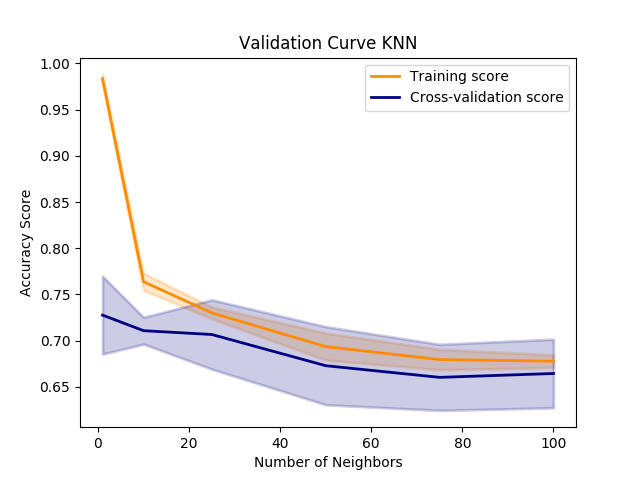 Validation Curve KNN
Training score
Cross-validation score
Accuracy Score
1.00
0.95
0.90
0.85
0.80
0.75
0.70
0.65
0 20 40 60 80 100
Number of Neighbors